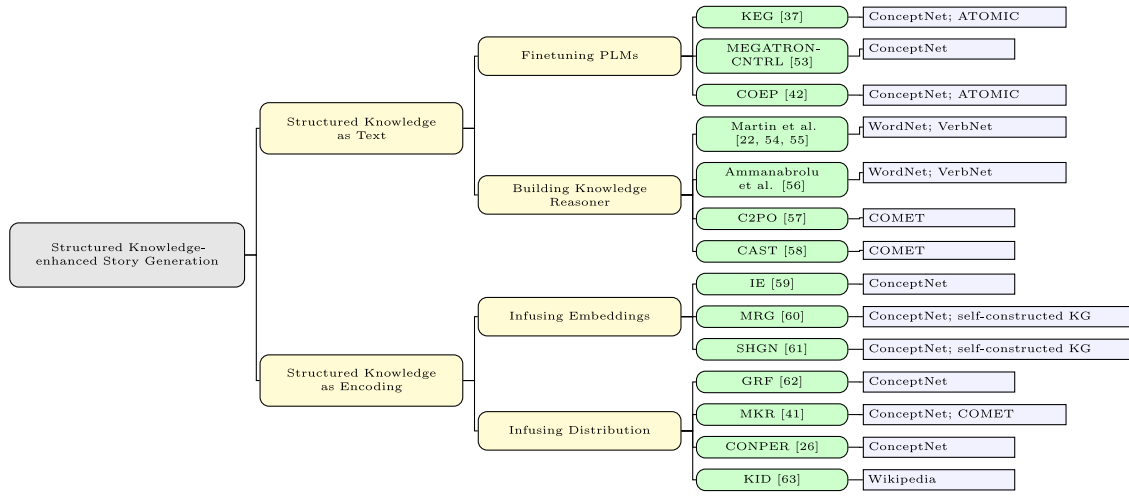 KEG [37]
ConceptNet; ATOMIC
Finetuning PLMs
MEGATRON-
CNTRL [53]
ConceptNet
COEP [42]
ConceptNet; ATOMIC
Structured Knowledge
as Text
Martin et al.
[22, 54, 55]
WordNet; VerbNet
Building Knowledge
Reasoner
Ammanabrolu
et al. [56]
WordNet; VerbNet
C2PO [57]
COMET
CAST [58]
COMET
Structured Knowledge-
enhanced Story Generation
IE [59]
ConceptNet
Infusing Embeddings
MRG [60]
ConceptNet; self-constructed KG
SHGN [61]
ConceptNet; self-constructed KG
Structured Knowledge
as Encoding
GRF [62]
ConceptNet
MKR [41]
ConceptNet; COMET
Infusing Distribution
CONPER [26]
ConceptNet
KID [63]
Wikipedia